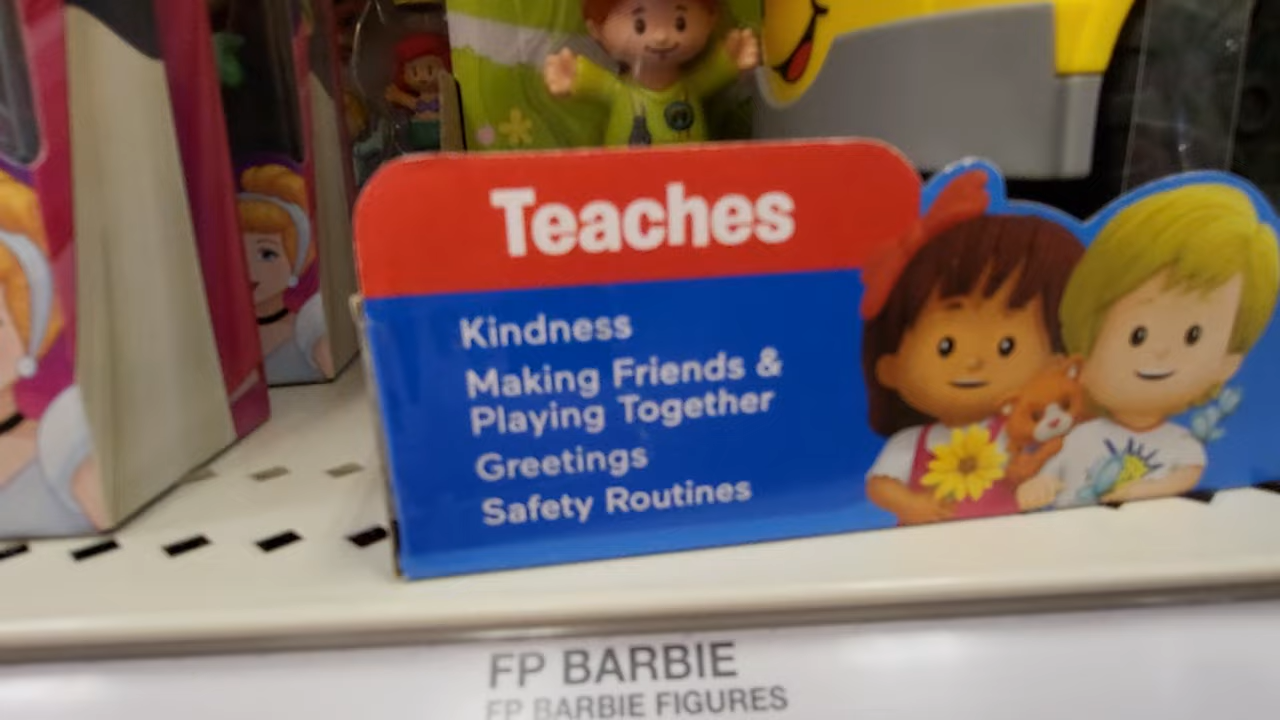 Teaches
Kindness
Making Friends &
Playing Together
Greetings
Safety Routines
FP BARBIE
FP BARBIE FIGURES